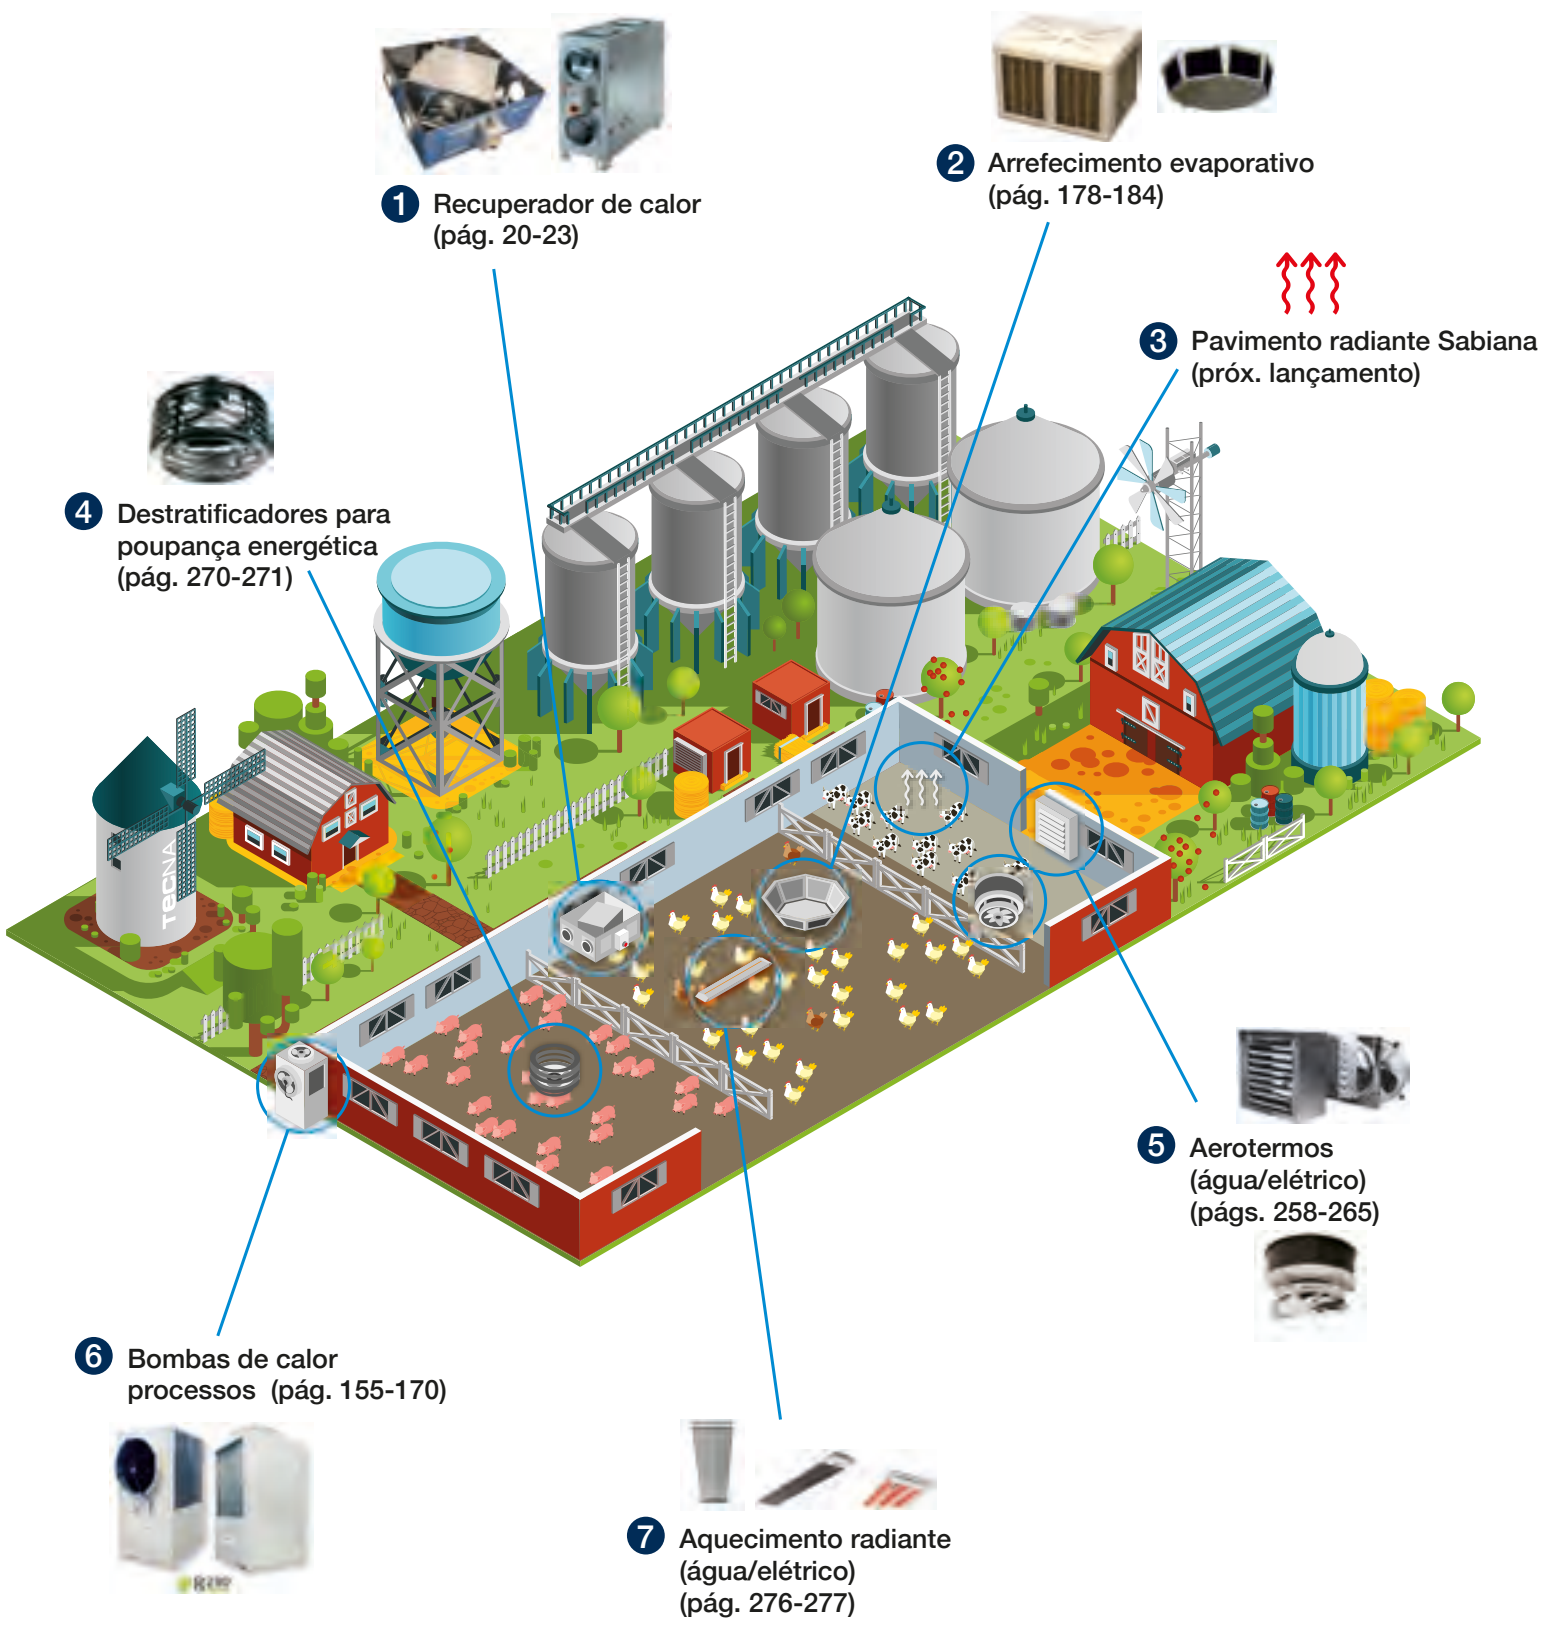 1 Recuperador de calor
(pág. 20-23)
2 Arrefecimento evaporativo
(pág. 178-184)
3 Pavimento radiante Sabiana
(próx. lançamento)
4 Destratificadores para
poupança energética
(pág. 270-271)
TECNA
5 Aerotermos
(água/elétrico)
(págs. 258-265)
6 Bombas de calor
processos (pág. 155-170)
7 Aquecimento radiante
(água/elétrico)
(pág. 276-277)